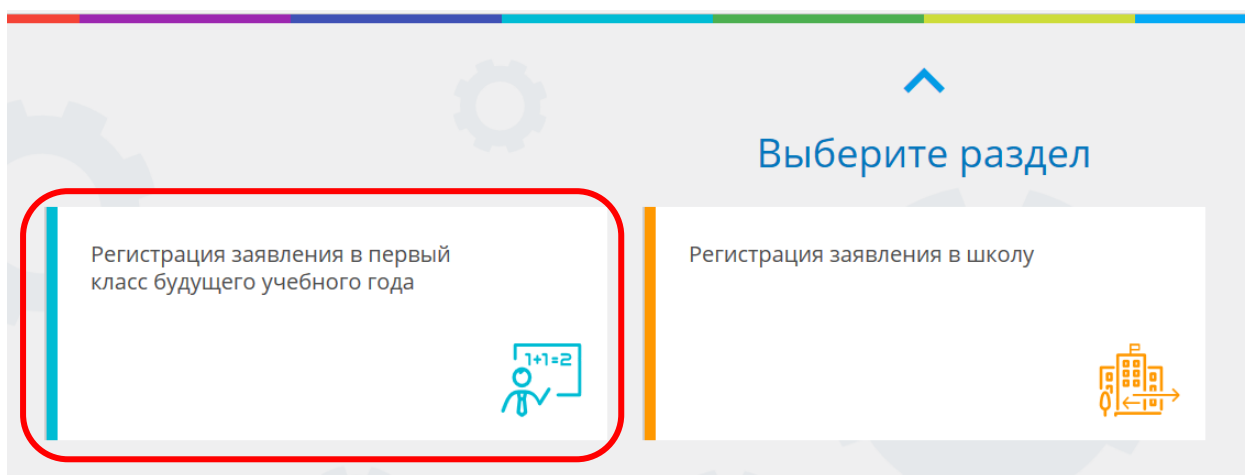 Выберите раздел
Регистрация заявления в первый
класс будущего учебного года
1+1=2
Регистрация заявления в школу